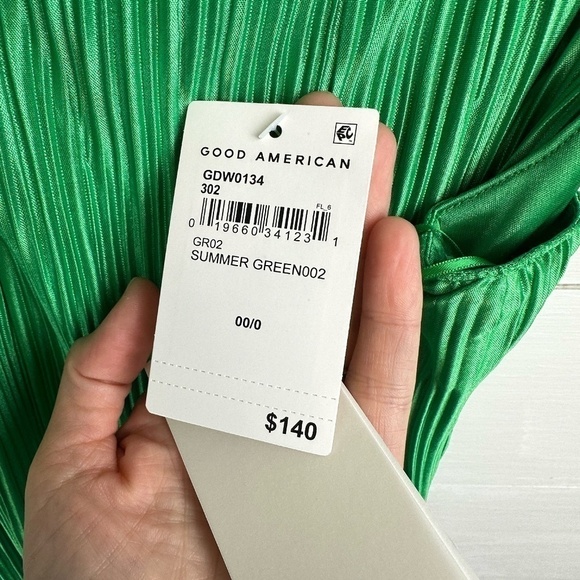 GOOD AMERICAN
GDW0134
302
FL_6
0 19660 34123 1
GR02
SUMMER GREEN002
00/0
$140